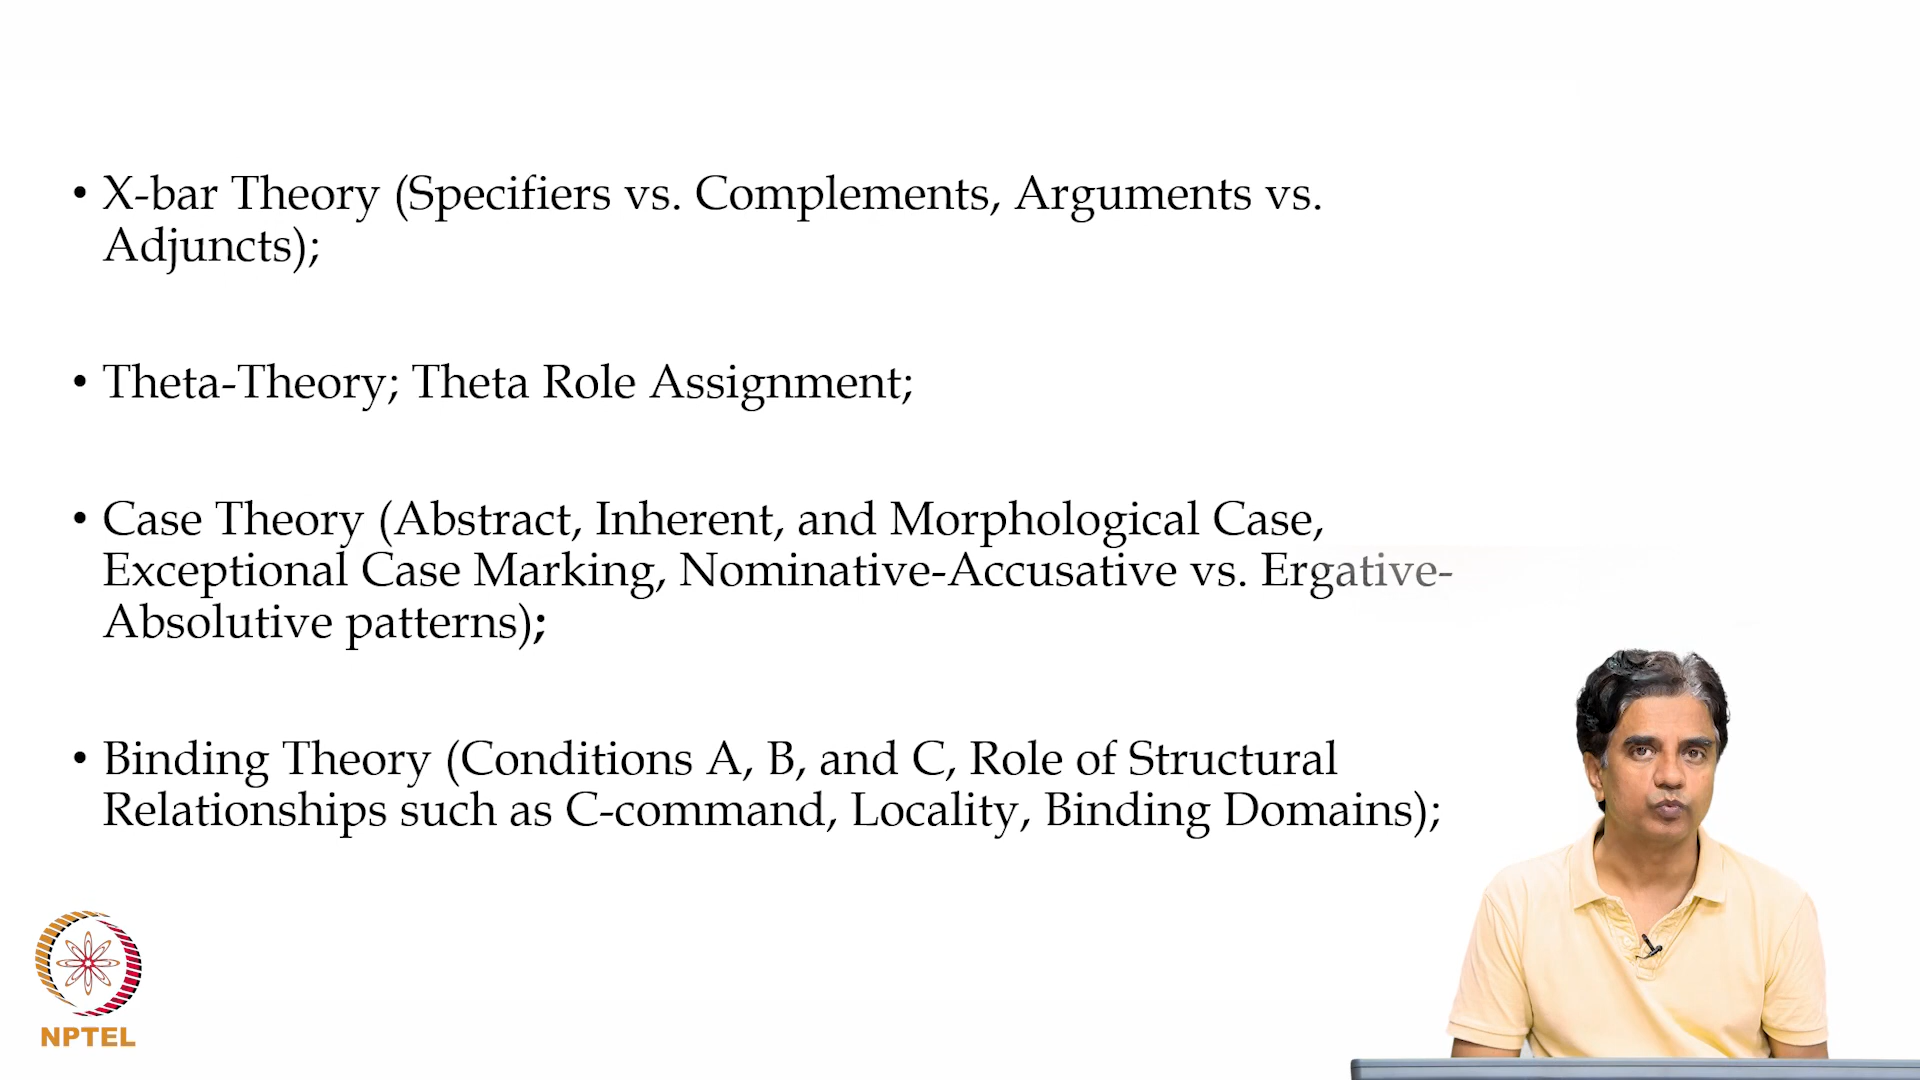 • X-bar Theory (Specifiers vs. Complements, Arguments vs.
Adjuncts);
• Theta-Theory; Theta Role Assignment;
• Case Theory (Abstract, Inherent, and Morphological Case,
Exceptional Case Marking, Nominative-Accusative vs. Ergative-
Absolutive patterns);
• Binding Theory (Conditions A, B, and C, Role of Structural
Relationships such as C-command, Locality, Binding Domains);
NPTEL